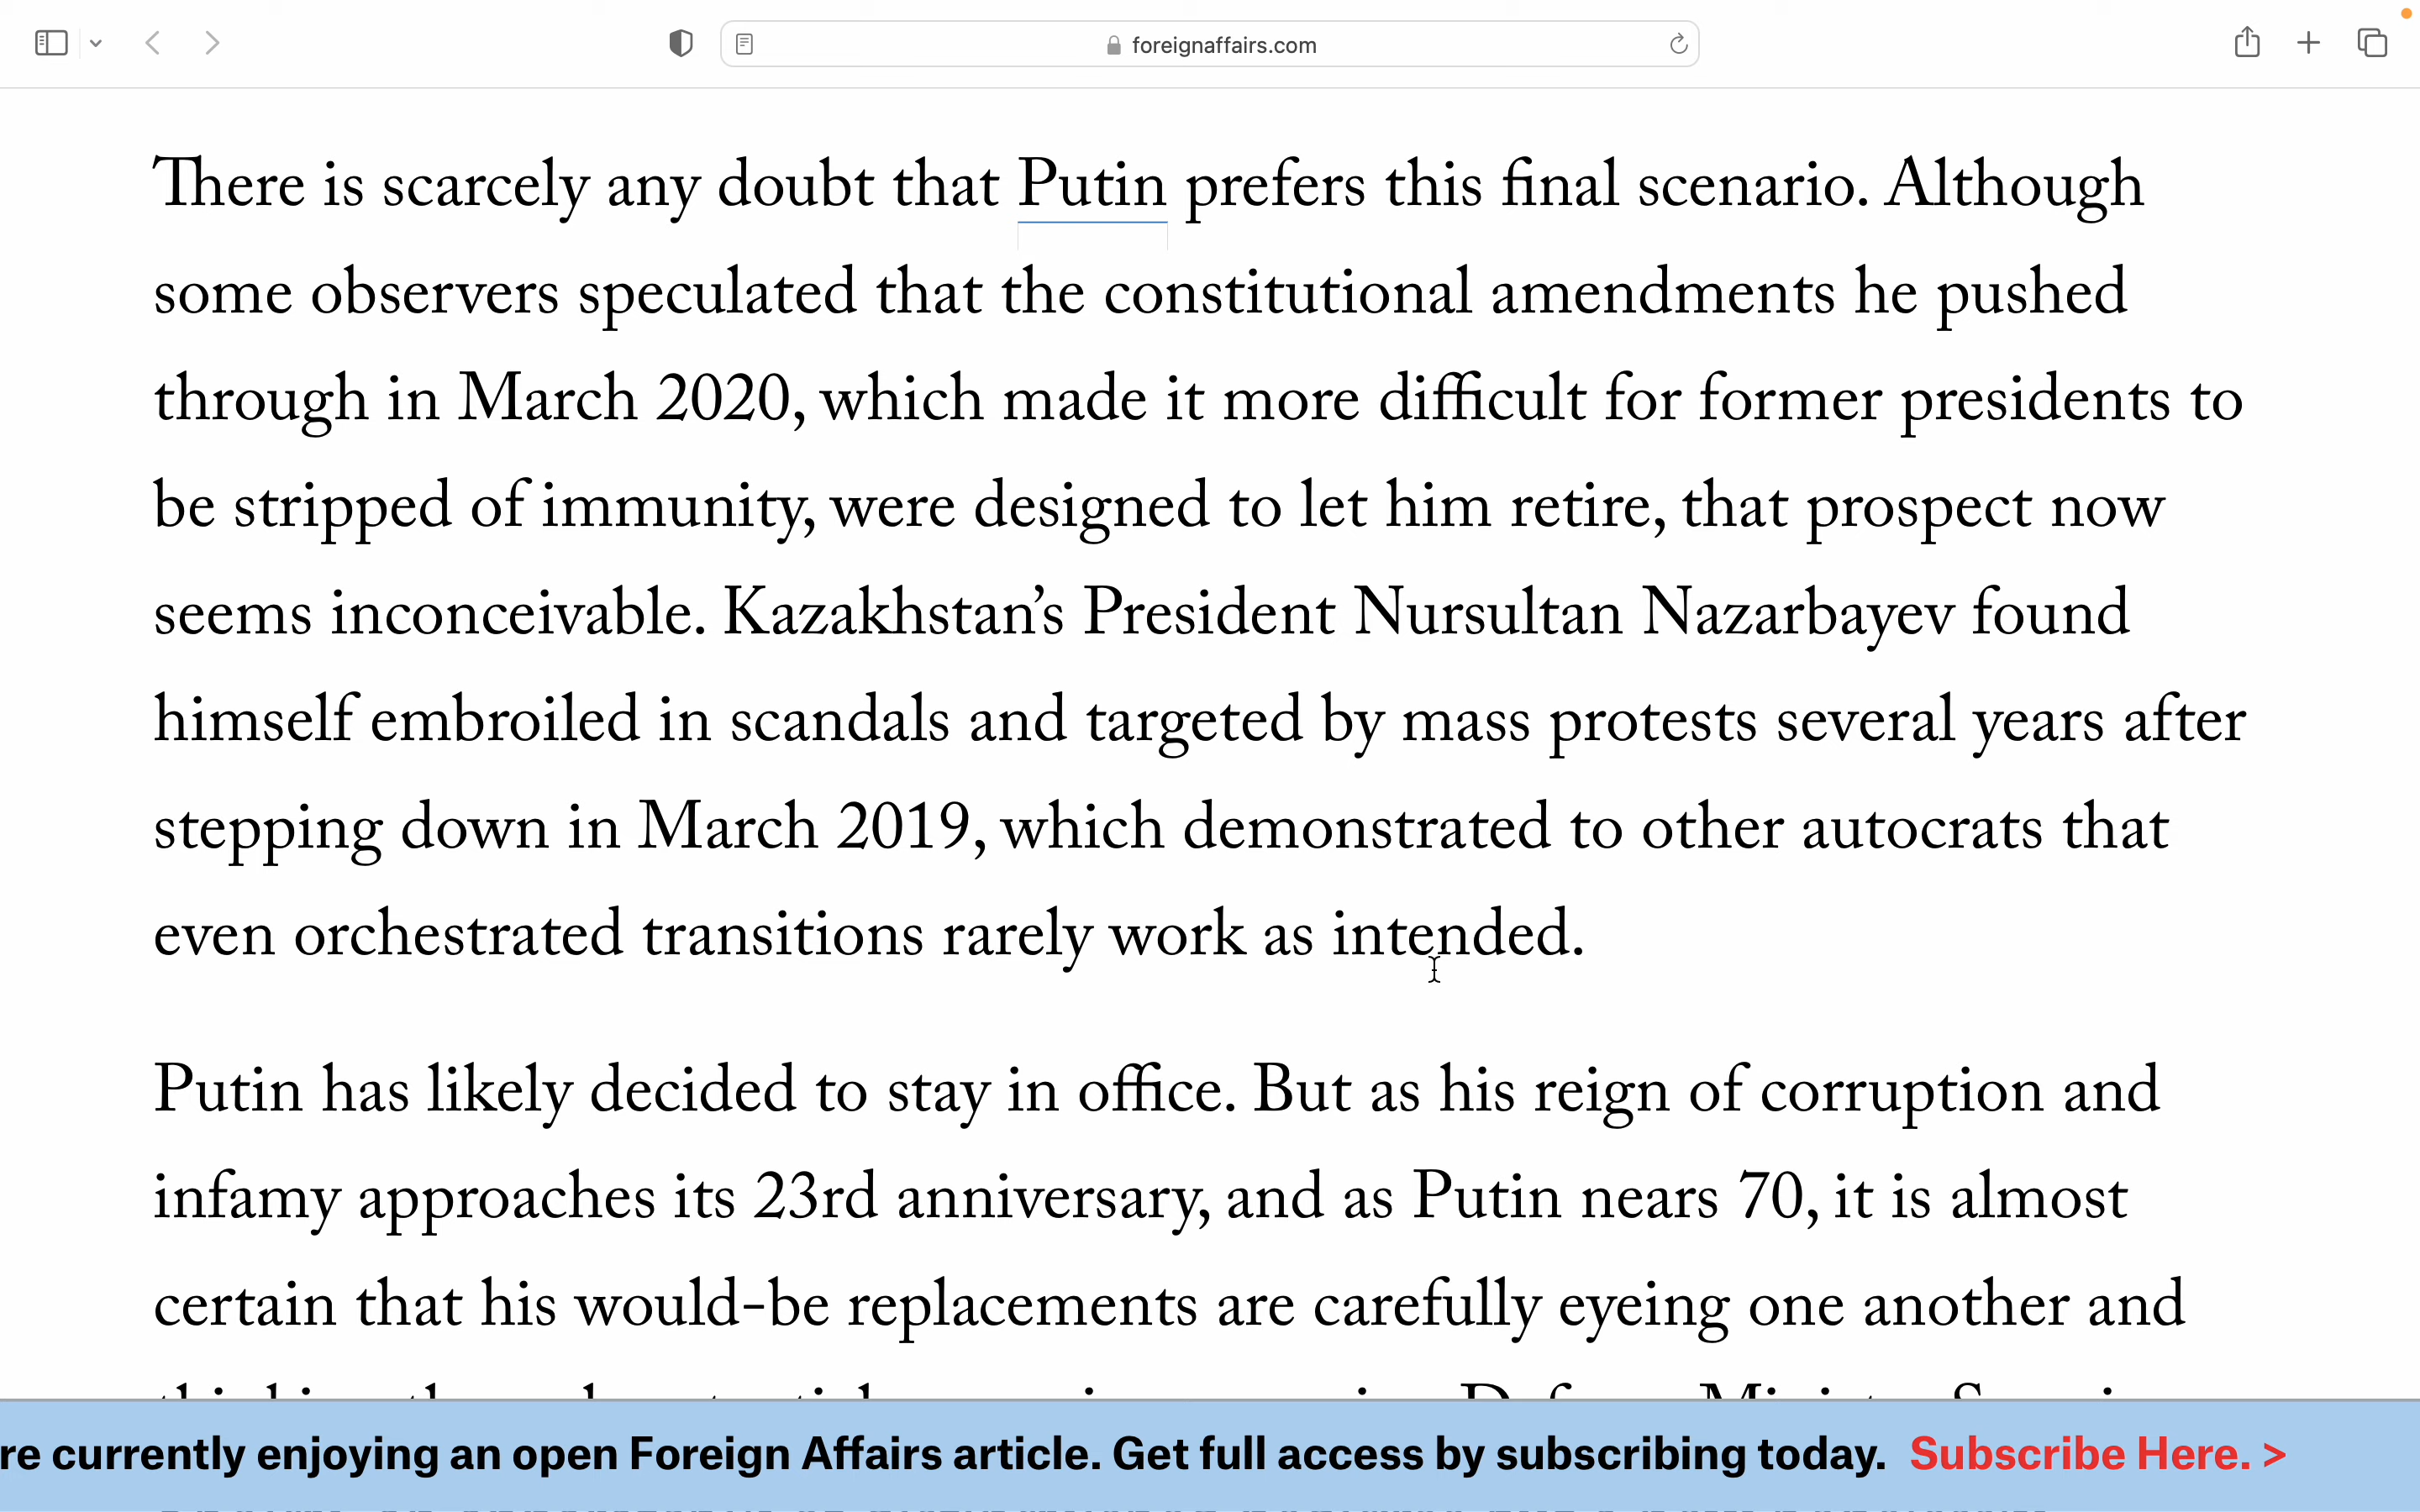 foreignaffairs.com
There is scarcely any doubt that Putin prefers this final scenario. Although
some observers speculated that the constitutional amendments he pushed
through in March 2020, which made it more difficult for former presidents to
be stripped of immunity, were designed to let him retire, that prospect now
seems inconceivable. Kazakhstan’s President Nursultan Nazarbayev found
himself embroiled in scandals and targeted by mass protests several years after
stepping down in March 2019, which demonstrated to other autocrats that
even orchestrated transitions rarely work as intended.
Putin has likely decided to stay in office. But as his reign of corruption and
infamy approaches its 23rd anniversary, and as Putin nears 70, it is almost
certain that his would-be replacements are carefully eyeing one another and
re currently enjoying an open Foreign Affairs article. Get full access by subscribing today. Subscribe Here. >